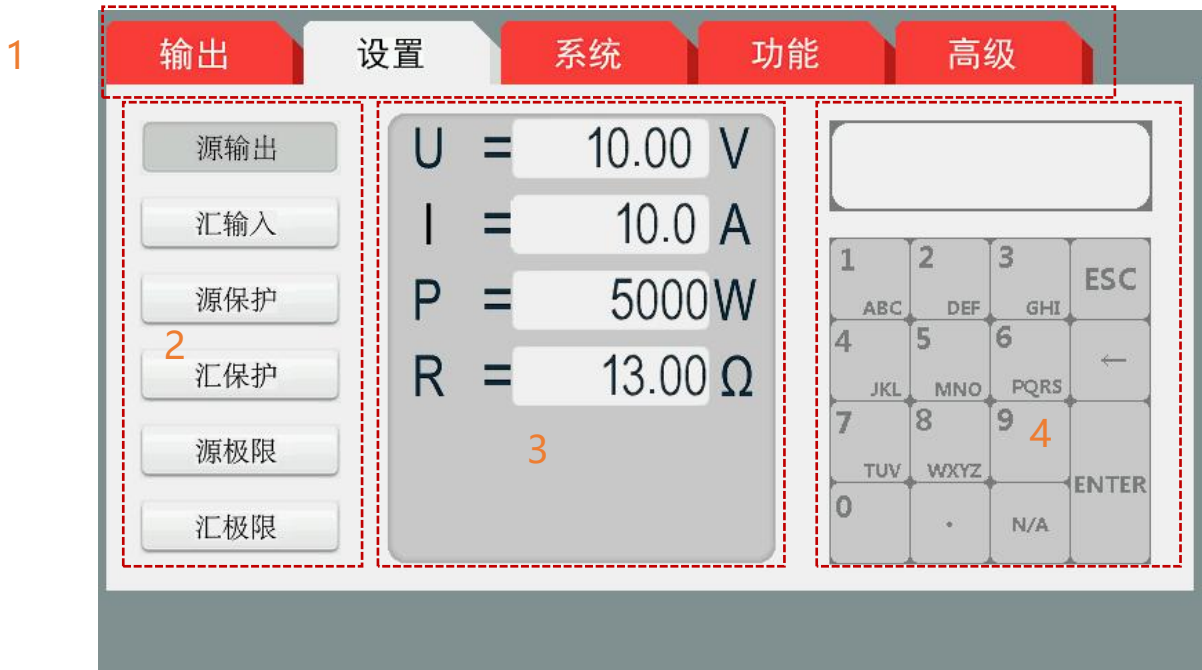 1
输出 设置 系统 功能 高级
源输出
汇输入
源保护
2
汇保护
源极限
汇极限
U = 10.00 V
I = 10.0 A
P = 5000 W
R = 13.00 Ω
3
1 ABC 2 DEF 3 GHI ESC
4 JKL 5 MNO 6 PQRS ←
7 TUV 8 WXYZ 9 4 ENTER
0 . N/A